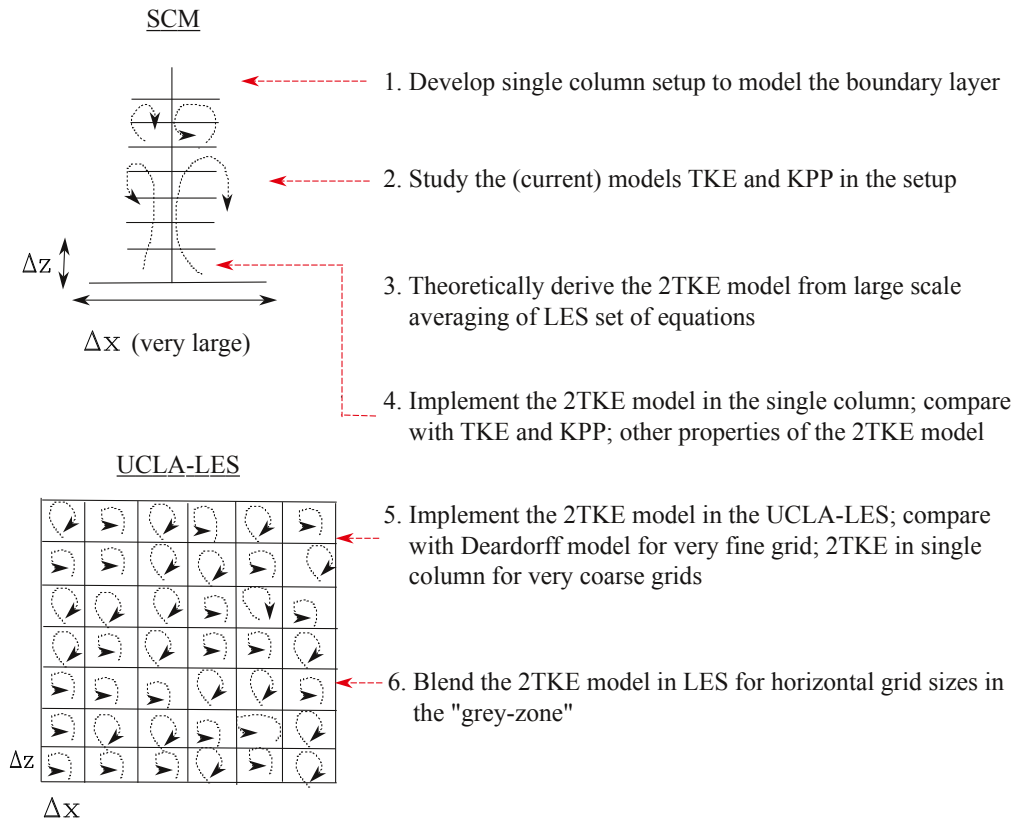 SCM
1. Develop single column setup to model the boundary layer
2. Study the (current) models TKE and KPP in the setup
Δz
3. Theoretically derive the 2TKE model from large scale
averaging of LES set of equations
Δx (very large)
4. Implement the 2TKE model in the single column; compare
with TKE and KPP; other properties of the 2TKE model
UCLA-LES
5. Implement the 2TKE model in the UCLA-LES; compare
with Deardorff model for very fine grid; 2TKE in single
column for very coarse grids
6. Blend the 2TKE model in LES for horizontal grid sizes in
the "grey-zone"
Δz
Δx